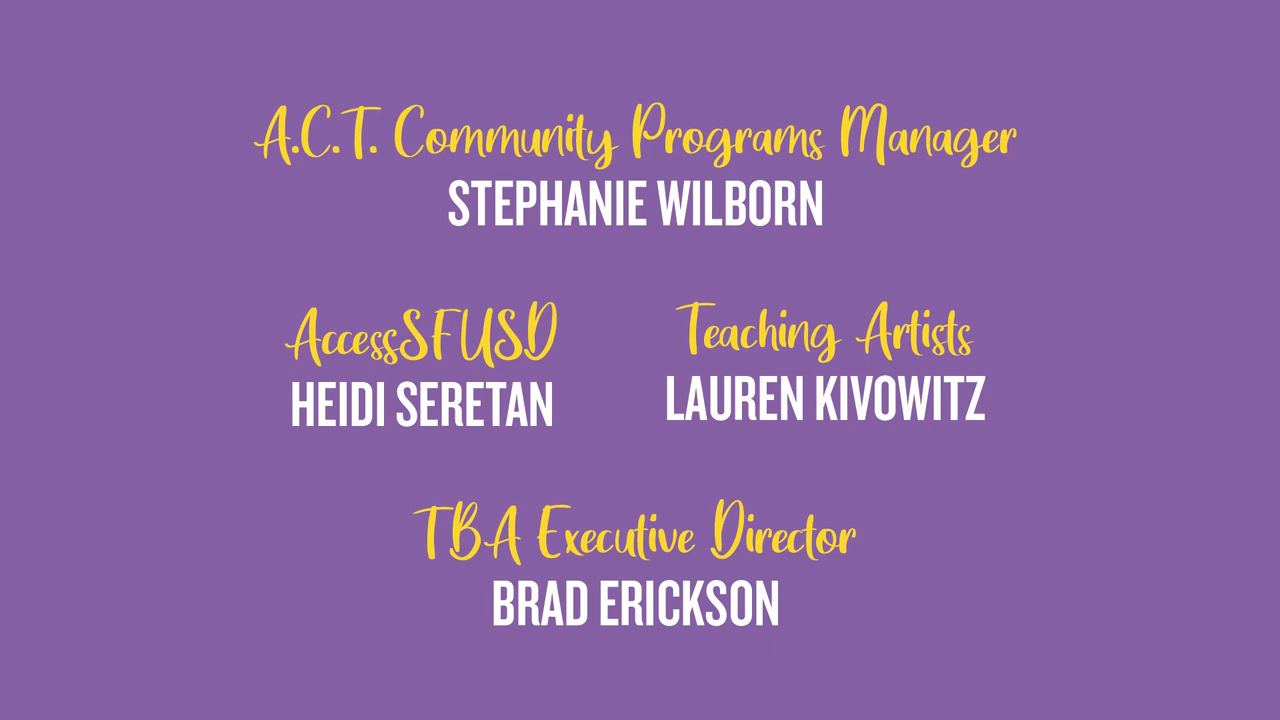 A.C.T. Community Programs Manager
STEPHANIE WILBORN
AccessSFUSD
HEIDI SERETAN
Teaching Artists
LAUREN KIVOWITZ
TBA Executive Director
BRAD ERICKSON